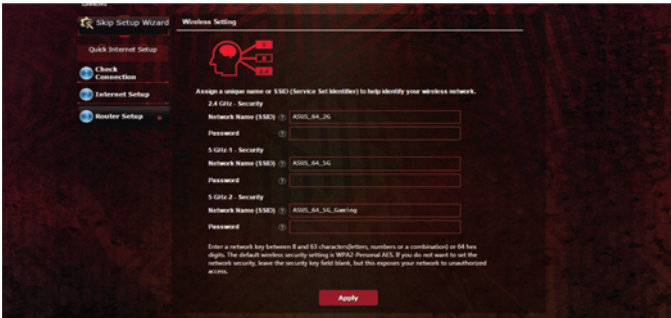 Skip Setup Wizard
Wireless Setting
Quick Internet Setup
Check
Connection
Internet Setup
Router Setup
Assign a unique name or SSID (Service Set Identifier) to help identify your wireless network.
2.4 GHz - Security
Network Name (SSID) ASUS_64_2G
Password
5 GHz-1 - Security
Network Name (SSID) ASUS_64_5G
Password
5 GHz-2 - Security
Network Name (SSID) ASUS_64_5G_Gaming
Password
Enter a network key between 8 and 63 characters(letters, numbers or a combination) or 64 hex
digits. The default wireless security setting is WPA2-Personal AES. If you do not want to set the
network security, leave the security key field blank, but this exposes your network to unauthorized
access.
Apply